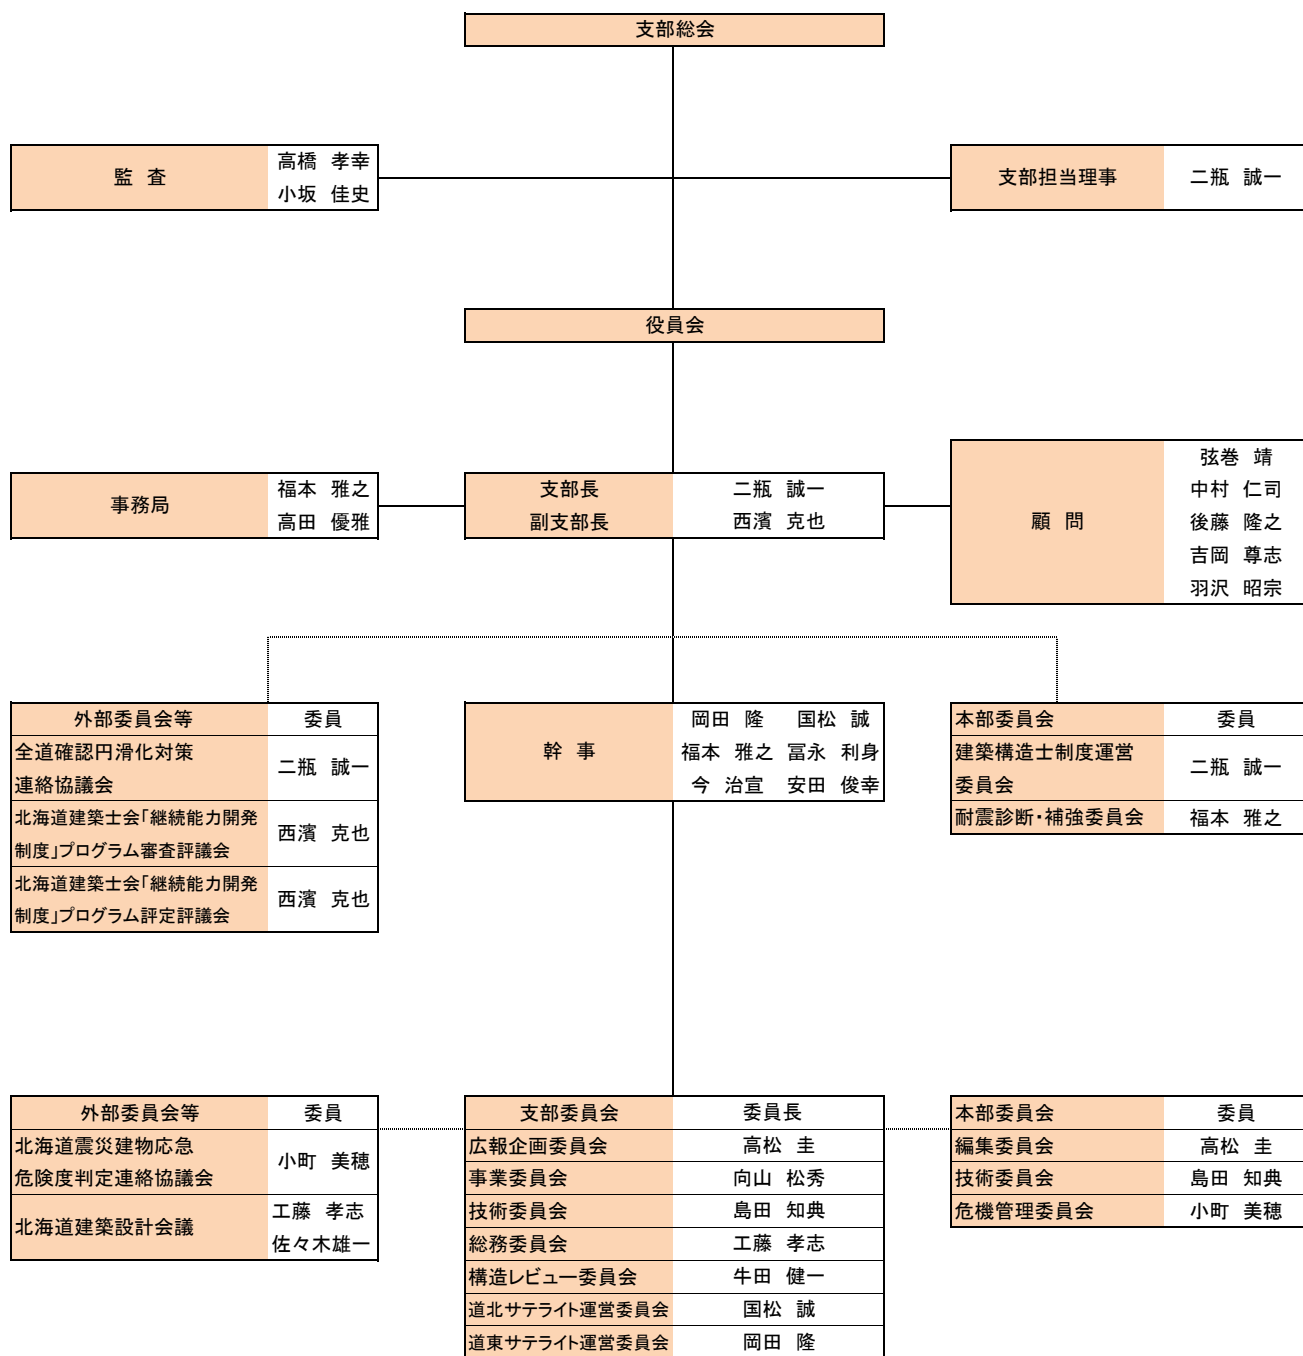 支部総会
監 査
高橋 孝幸
小坂 佳史
支部担当理事
二瓶 誠一
役員会
事務局
福本 雅之
高田 優雅
支部長 二瓶 誠一
副支部長 西濱 克也
顧 問
弦巻 靖
中村 仁司
後藤 隆之
吉岡 尊志
羽沢 昭宗
外部委員会等 委員
全道確認円滑化対策
連絡協議会
二瓶 誠一
北海道建築士会｢継続能力開発
制度｣プログラム審査評議会
西濱 克也
北海道建築士会｢継続能力開発
制度｣プログラム評定評議会
西濱 克也
幹 事
岡田 隆 国松 誠
福本 雅之 冨永 利身
今 治宣 安田 俊幸
本部委員会 委員
建築構造士制度運営
委員会
二瓶 誠一
耐震診断・補強委員会 福本 雅之
外部委員会等 委員
北海道震災建物応急
危険度判定連絡協議会
小町 美穂
北海道建築設計会議
工藤 孝志
佐々木雄一
支部委員会 委員長
広報企画委員会 高松 圭
事業委員会 向山 松秀
技術委員会 島田 知典
総務委員会 工藤 孝志
構造レビュー委員会 牛田 健一
道北サテライト運営委員会 国松 誠
道東サテライト運営委員会 岡田 隆
本部委員会 委員
編集委員会 高松 圭
技術委員会 島田 知典
危機管理委員会 小町 美穂